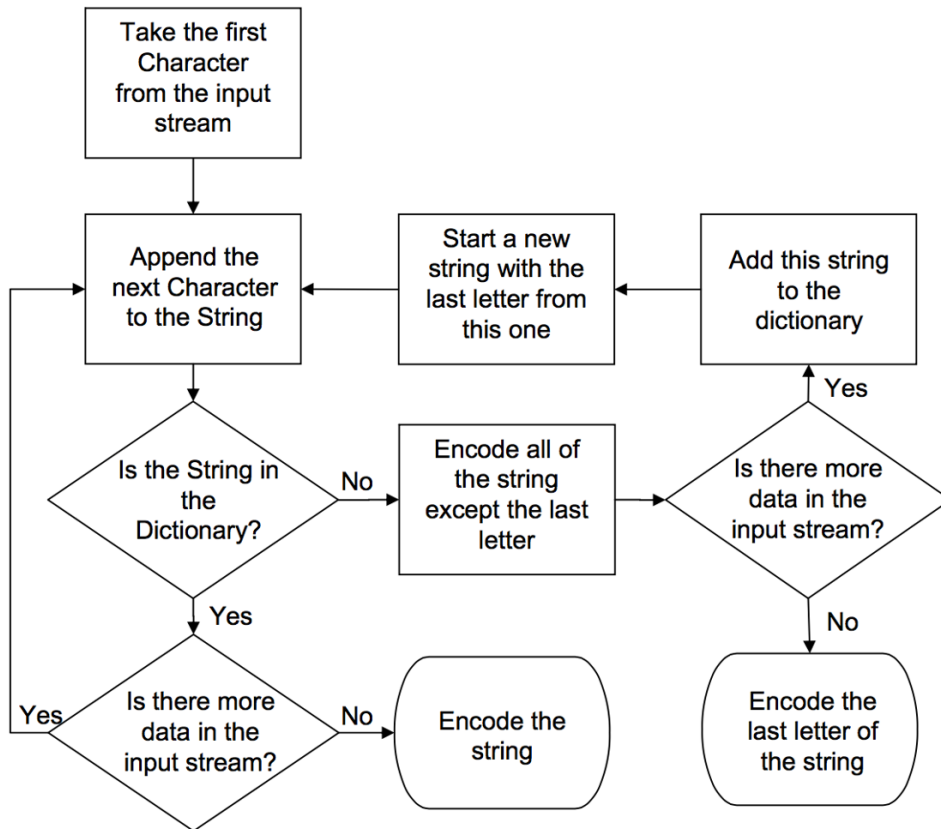 Take the first
Character
from the input
stream
Append the
next Character
to the String
Start a new
string with the
last letter from
this one
Add this string
to the
dictionary
Yes
Is the String in
the
Dictionary?
No
Encode all of
the string
except the last
letter
Is there more
data in the
input stream?
Yes
No
Is there more
data in the
input stream?
Yes
No
Encode the
string
Encode the
last letter of
the string